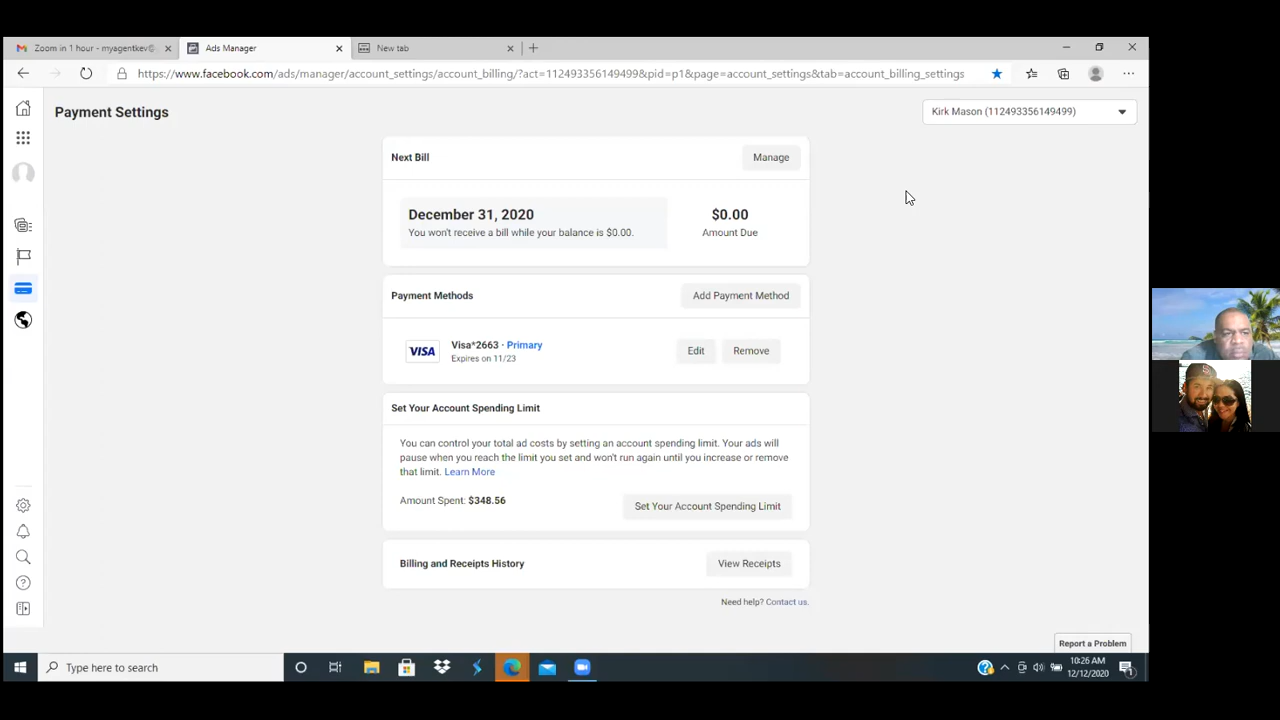 Zoom in 1 hour - myagentkev@
Ads Manager
New tab
https://www.facebook.com/ads/manager/account_settings/account_billing/?act=112493356149499&pid=p1&page=account_settings&tab=account_billing_settings
Payment Settings
Kirk Mason (112493356149499)
Next Bill
Manage
December 31, 2020
$0.00
You won't receive a bill while your balance is $0.00.
Amount Due
Payment Methods
Add Payment Method
VISA
Visa*2663 · Primary
Expires on 11/23
Edit
Remove
Set Your Account Spending Limit
You can control your total ad costs by setting an account spending limit. Your ads will
pause when you reach the limit you set and won't run again until you increase or remove
that limit. Learn More
Amount Spent: $348.56
Set Your Account Spending Limit
Billing and Receipts History
View Receipts
Need help? Contact us.
Report a Problem
Type here to search
10:26 AM
12/12/2020
1